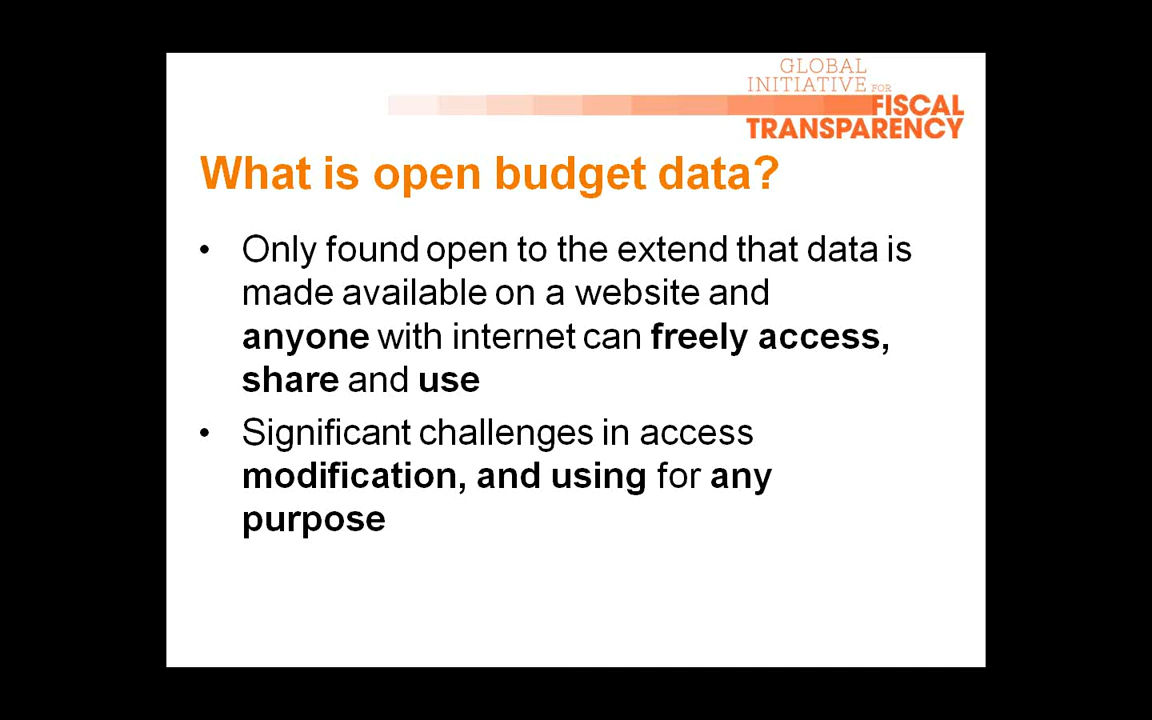 GLOBAL
INITIATIVE FOR
FISCAL
TRANSPARENCY
What is open budget data?
• Only found open to the extend that data is
made available on a website and
anyone with internet can freely access,
share and use
• Significant challenges in access
modification, and using for any
purpose